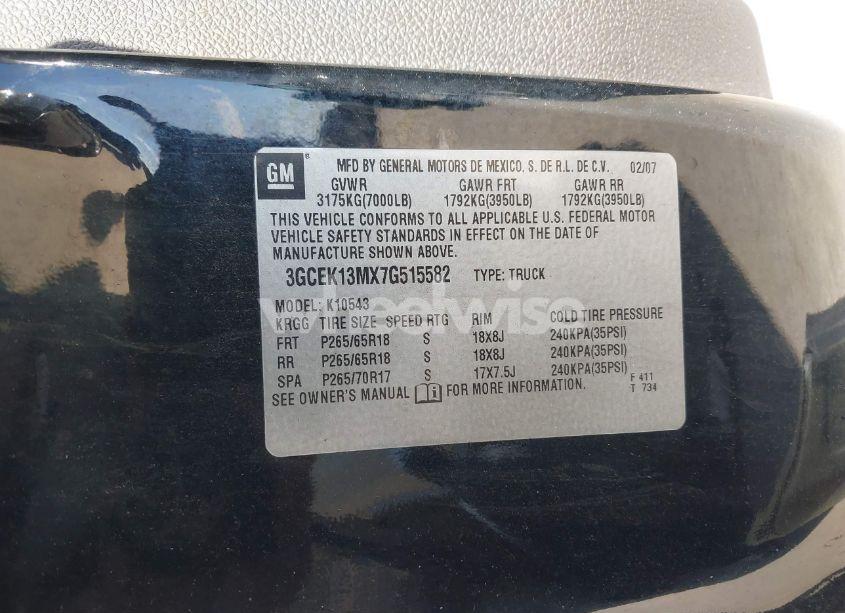 GM ® MFD BY GENERAL MOTORS DE MEXICO, S. DE R.L. DE C.V. 02/07
GVWR GAWR FRT GAWR RR
3175KG(7000LB) 1792KG(3950LB) 1792KG(3950LB)
THIS VEHICLE CONFORMS TO ALL APPLICABLE U.S. FEDERAL MOTOR
VEHICLE SAFETY STANDARDS IN EFFECT ON THE DATE OF
MANUFACTURE SHOWN ABOVE.
3GCEK13MX7G515582 TYPE: TRUCK
wheelwise
MODEL: K10543
KRGG TIRE SIZE SPEED RTG RIM COLD TIRE PRESSURE
FRT P265/65R18 S 18X8J 240KPA(35PSI)
RR P265/65R18 S 18X8J 240KPA(35PSI)
SPA P265/70R17 S 17X7.5J 240KPA(35PSI) F 411
SEE OWNER'S MANUAL FOR MORE INFORMATION. T 734